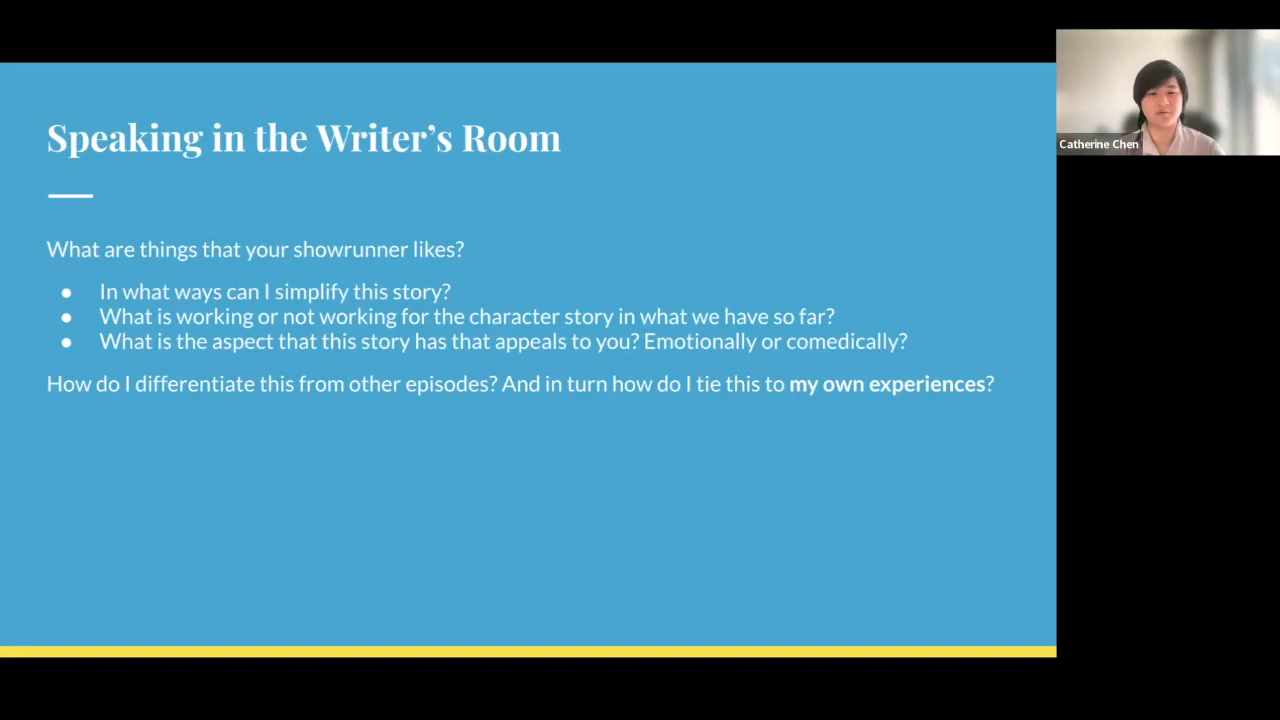 Speaking in the Writer’s Room
What are things that your showrunner likes?
● In what ways can I simplify this story?
● What is working or not working for the character story in what we have so far?
● What is the aspect that this story has that appeals to you? Emotionally or comedically?
How do I differentiate this from other episodes? And in turn how do I tie this to my own experiences?
Catherine Chen